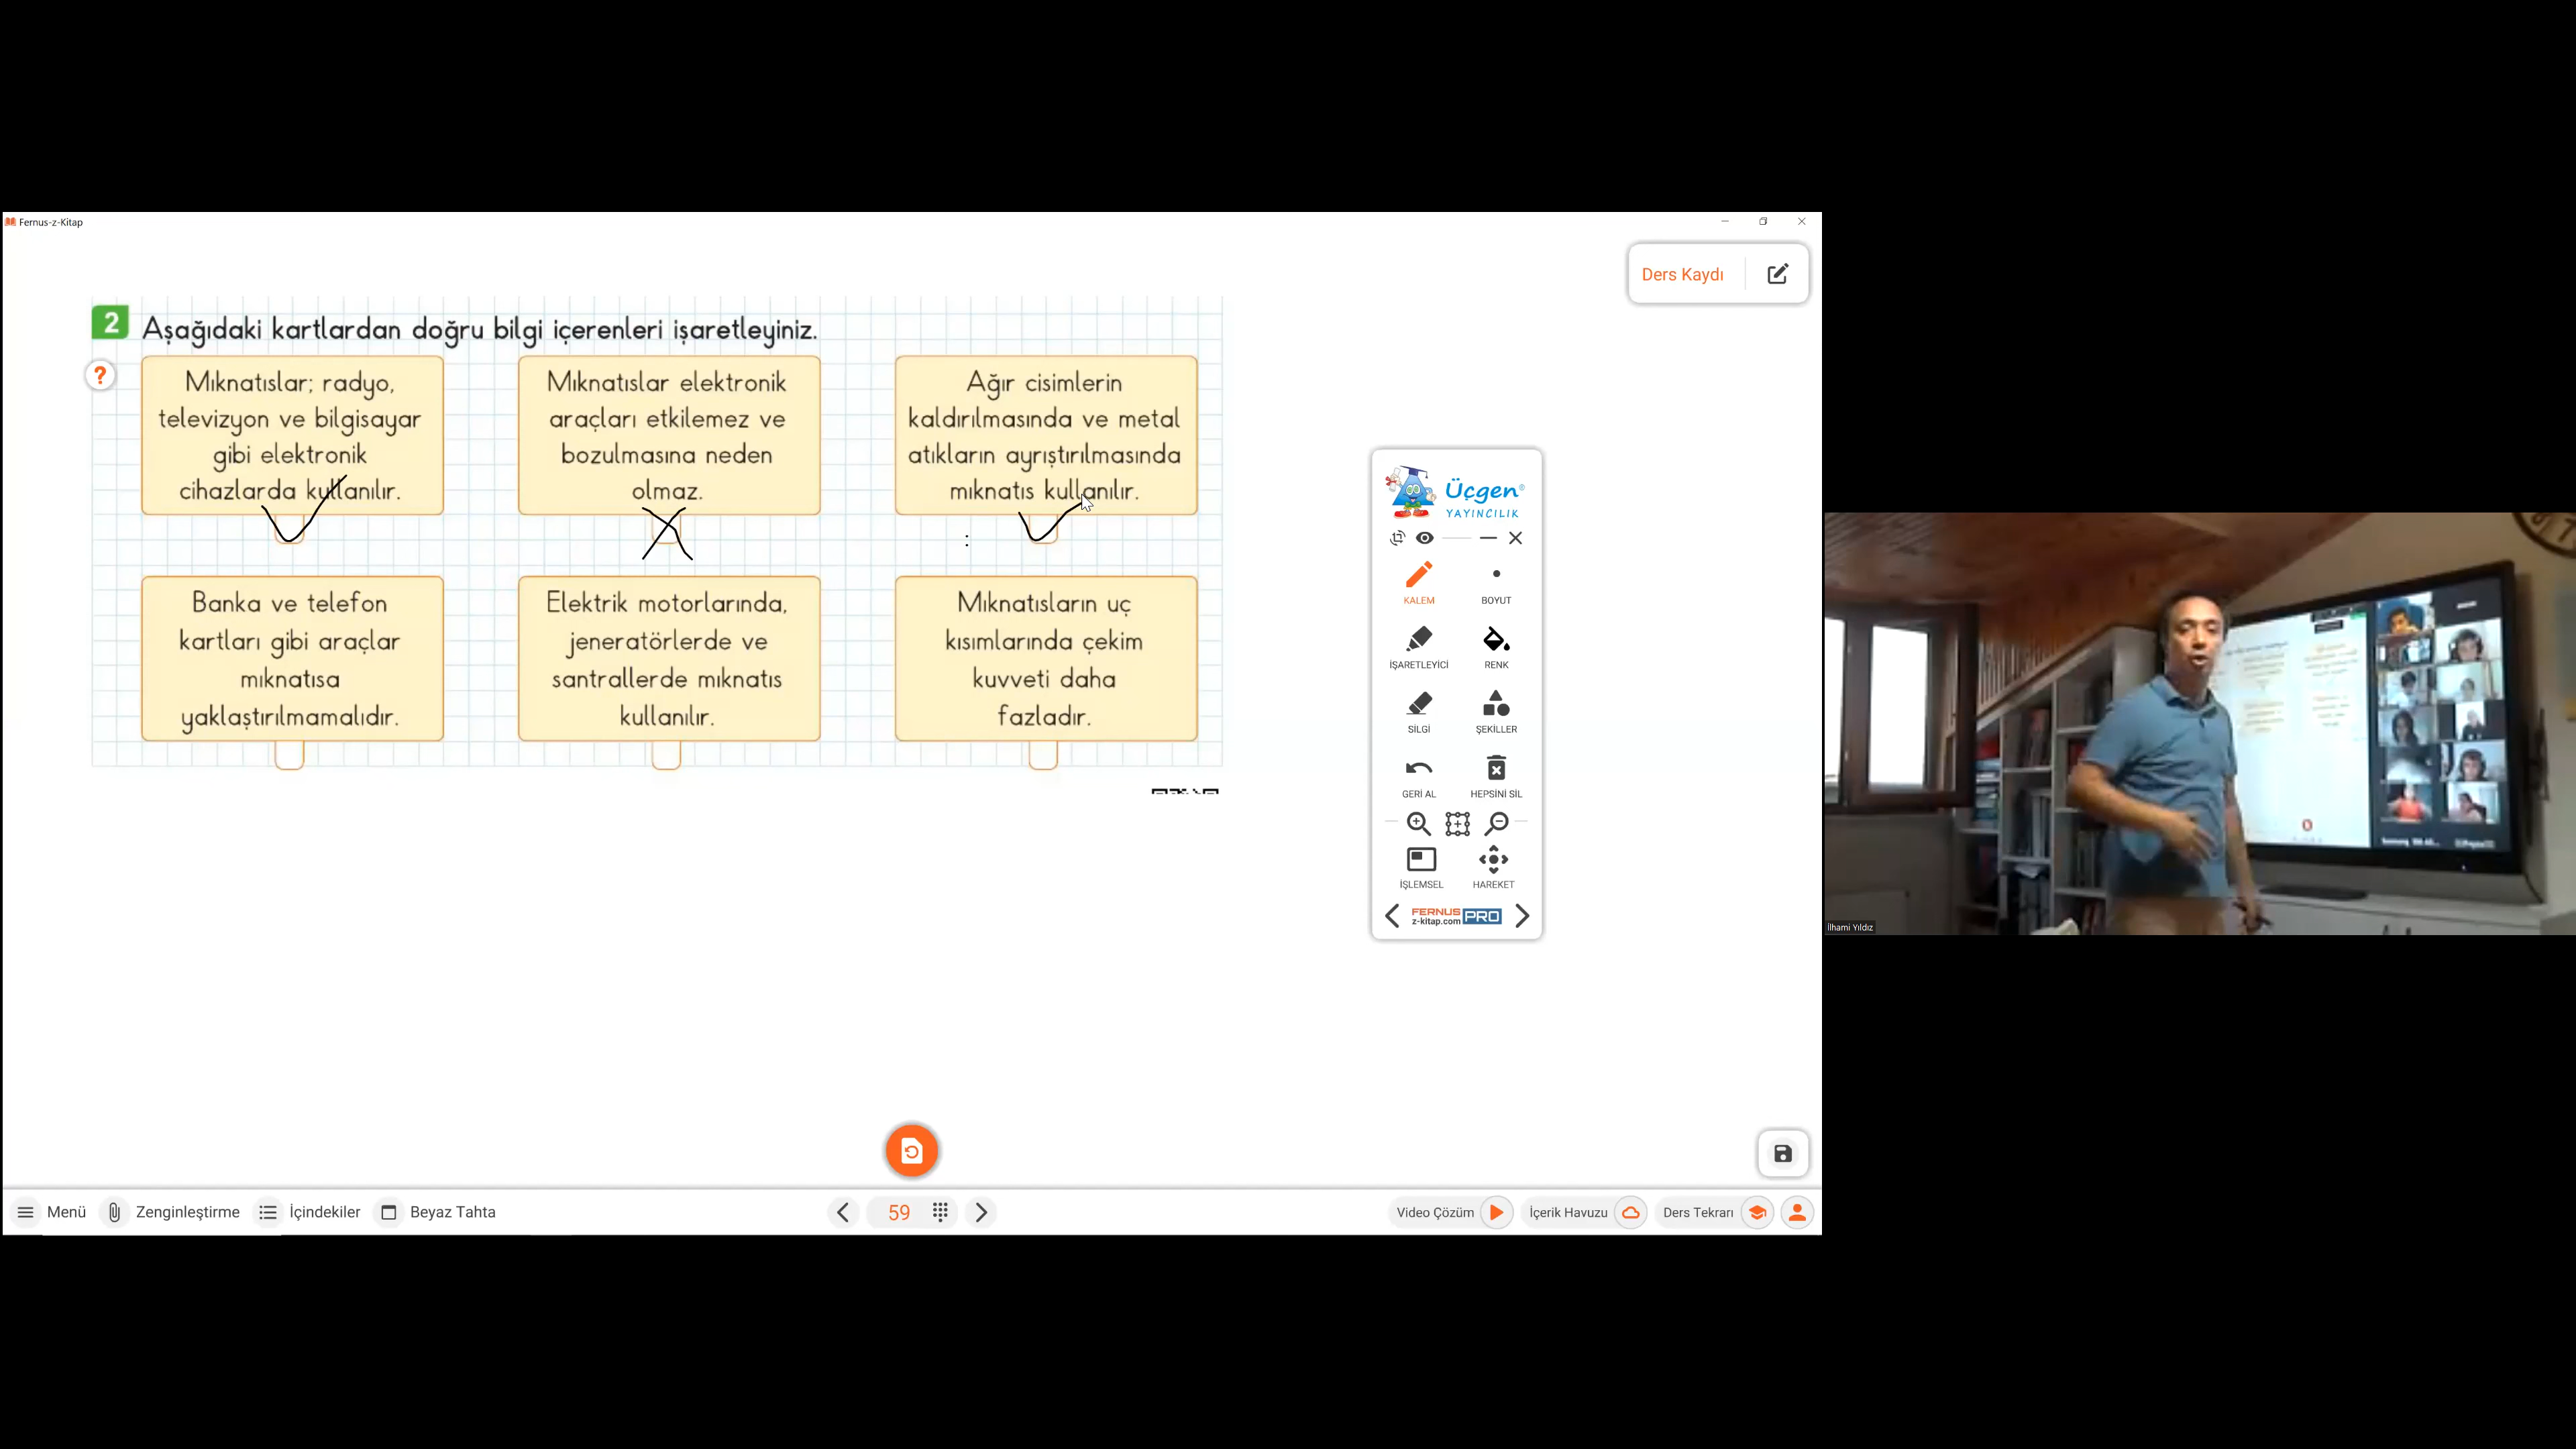 Fernus-z-Kitap
Ders Kaydı
2 Aşağıdaki kartlardan doğru bilgi içerenleri işaretleyiniz.
?
Mıknatıslar; radyo,
televizyon ve bilgisayar
gibi elektronik
cihazlarda kullanılır.
Mıknatıslar elektronik
araçları etkilemez ve
bozulmasına neden
olmaz.
Ağır cisimlerin
kaldırılmasında ve metal
atıkların ayrıştırılmasında
mıknatıs kullanılır.
:
Banka ve telefon
kartları gibi araçlar
mıknatısa
yaklaştırılmamalıdır.
Elektrik motorlarında,
jeneratörlerde ve
santrallerde mıknatıs
kullanılır.
Mıknatısların uç
kısımlarında çekim
kuvveti daha
fazladır.
Üçgen®
YAYINCILIK
KALEM
BOYUT
İŞARETLEYİCİ
RENK
SİLGİ
ŞEKİLLER
GERİ AL
HEPSİNİ SİL
İŞLEMSEL
HAREKET
FERNUS
z-kitap.com PRO
İlhami Yıldız
Menü
Zenginleştirme
İçindekiler
Beyaz Tahta
59
Video Çözüm
İçerik Havuzu
Ders Tekrarı